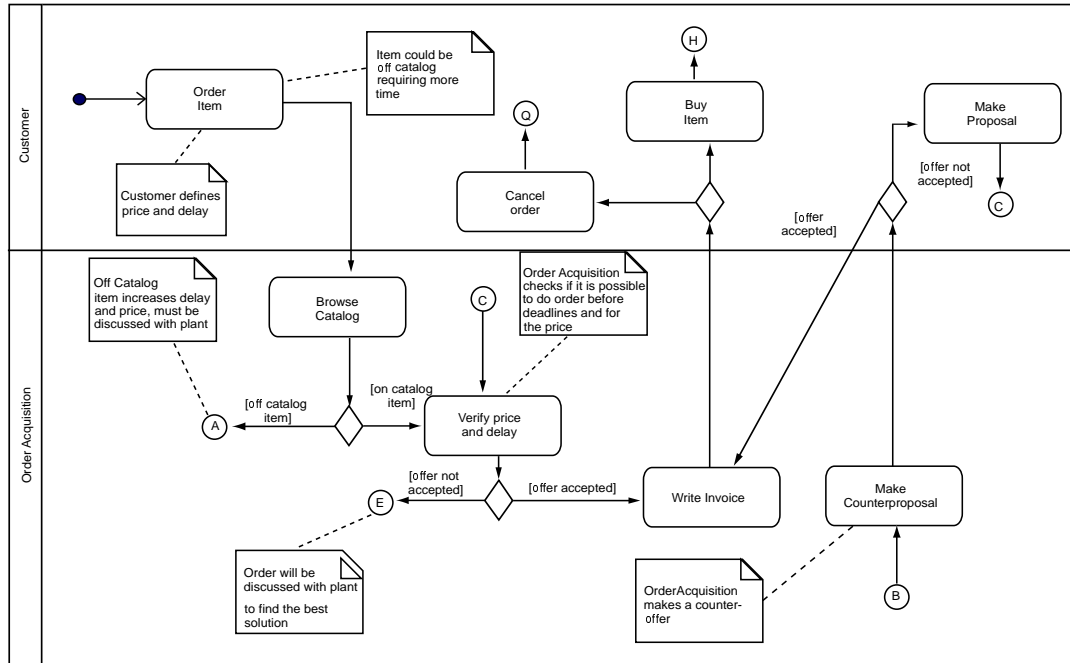 Customer
Order
Item
Item could be
off catalog
requiring more
time
Customer defines
price and delay
Q
Cancel
order
H
Buy
Item
Make
Proposal
[offer not
accepted]
C
[offer
accepted]
Order Acquisition
Off Catalog
item increases delay
and price, must be
discussed with plant
Browse
Catalog
C
Order Acquisition
checks if it is possible
to do order before
deadlines and for
the price
[off catalog
item]
A
[on catalog
item]
Verify price
and delay
[offer not
accepted]
E
[offer accepted]
Write Invoice
Make
Counterproposal
Order will be
discussed with plant
to find the best
solution
OrderAcquisition
makes a counter-
offer
B